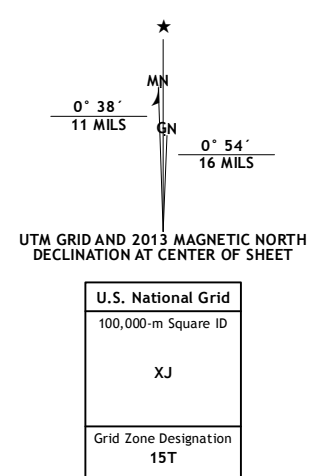 ★
MN
0° 38´
11 MILS
GN
0° 54´
16 MILS
UTM GRID AND 2013 MAGNETIC NORTH
DECLINATION AT CENTER OF SHEET
U.S. National Grid
100,000-m Square ID
XJ
Grid Zone Designation
15T